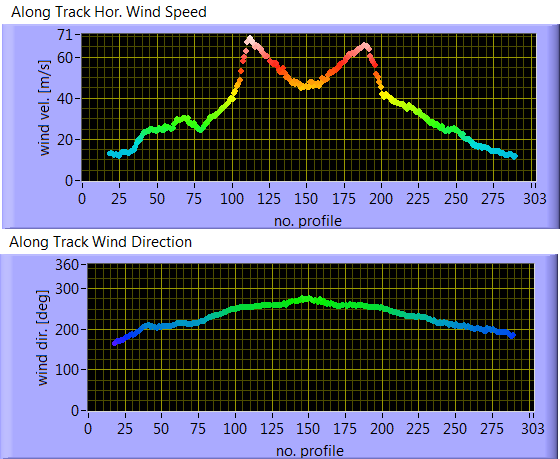 Along Track Hor. Wind Speed
71
60
40
20
0
wind vel. [m/s]
0 25 50 75 100 125 150 175 200 225 250 275 303
no. profile
Along Track Wind Direction
360
300
200
100
0
wind dir. [deg]
0 25 50 75 100 125 150 175 200 225 250 275 303
no. profile